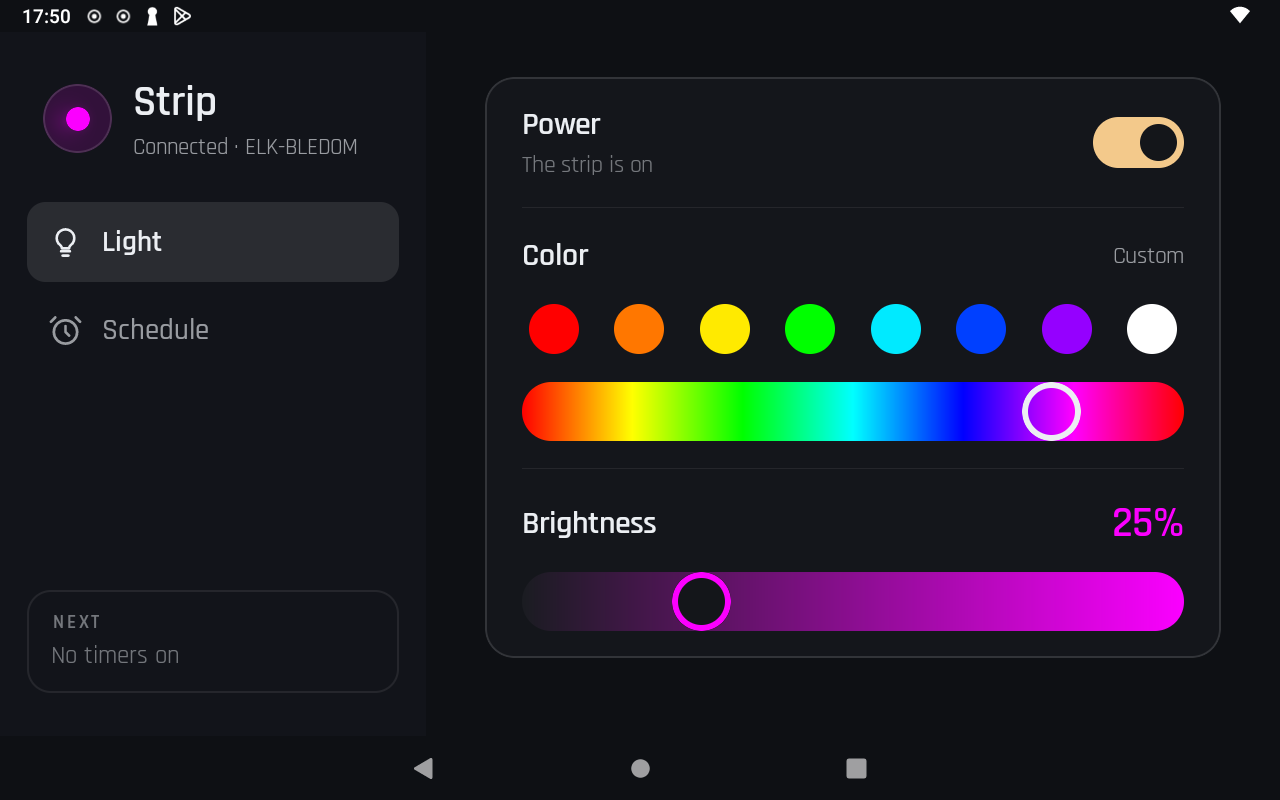 17:50
Strip
Connected · ELK-BLEDOM
Light
Schedule
NEXT
No timers on
Power
The strip is on
Color
Custom
Brightness
25%